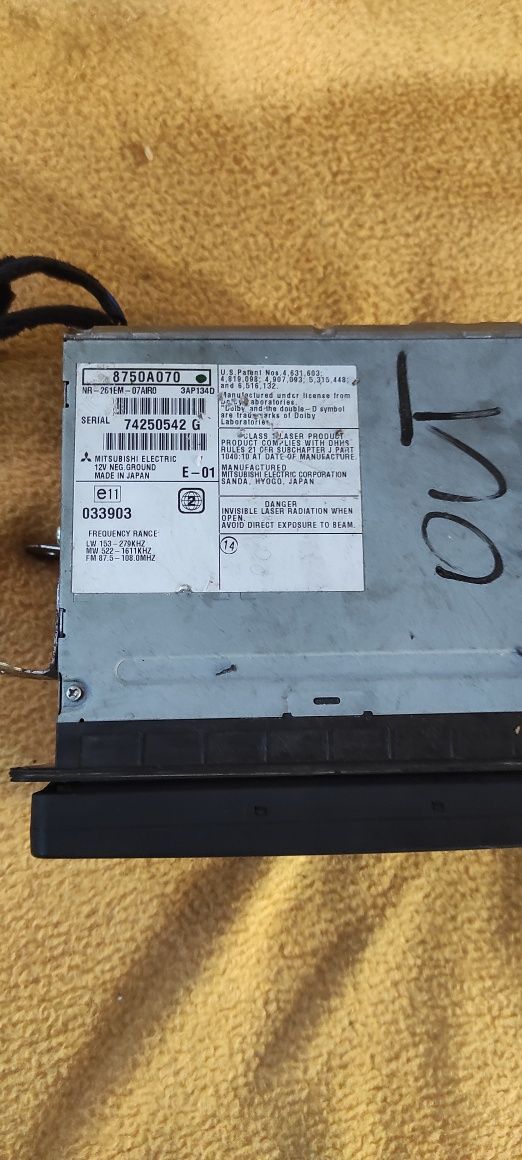 8750A070
NR-261EM-07AIR0 3AP134D
SERIAL 74250542 G
MITSUBISHI ELECTRIC
12V NEG.GROUND
MADE IN JAPAN E-01
e11 2
033903
FREQUENCY RANGE
LW 153-279KHZ
MW 522-1611KHZ
FM 87.5-108.0MHZ
U.S.Patent Nos.4,631,603;
4,819,098; 4,907,093; 5,315,448;
and 6,516,132.
Manufactured under license from
Dolby Laboratories.
"Dolby" and the double-D symbol
are trademarks of Dolby
Laboratories.
CLASS LASER PRODUCT
PRODUCT COMPLIES WITH DHHS
RULES 21 CFR SUBCHAPTER J PART
1040:10 AT DATE OF MANUFACTURE.
MANUFACTURED
MITSUBISHI ELECTRIC CORPORATION
SANDA, HYOGO, JAPAN
DANGER
INVISIBLE LASER RADIATION WHEN
OPEN.
AVOID DIRECT EXPOSURE TO BEAM.
14
OUT